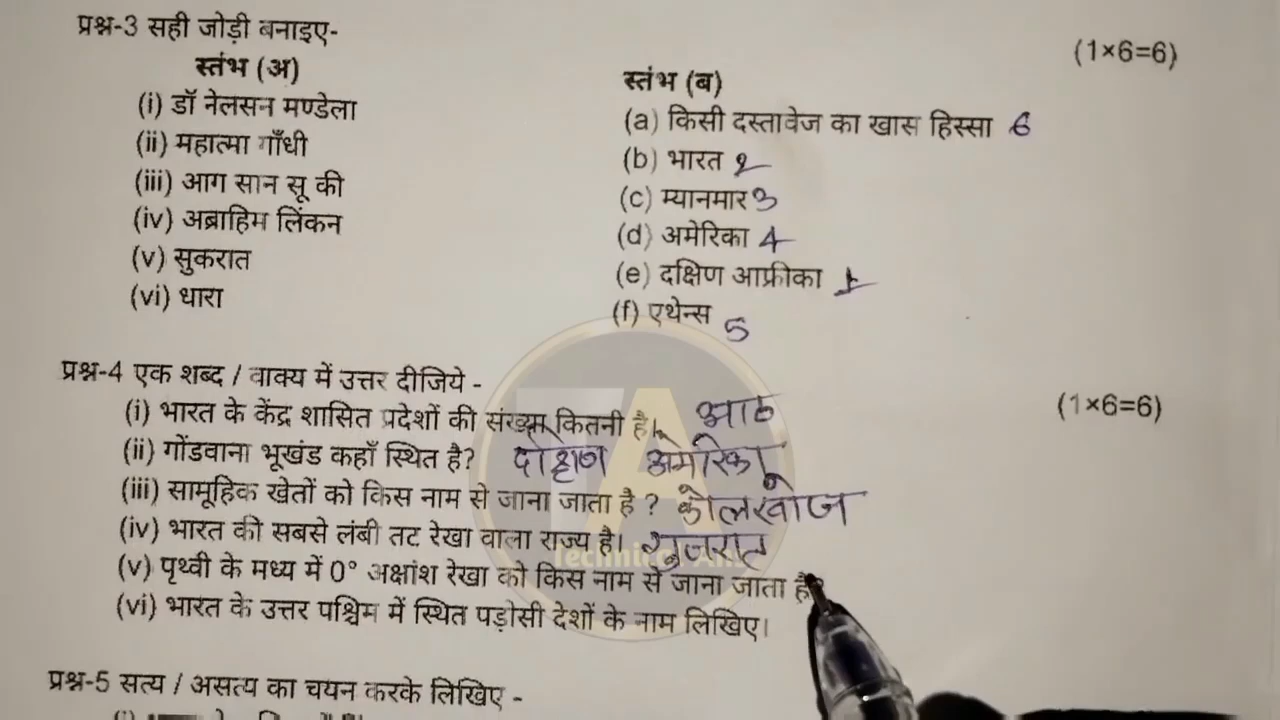 प्रश्न-3 सही जोड़ी बनाइए- (1×6=6)
स्तंभ (अ) स्तंभ (ब)
(i) डॉ नेलसन मण्डेला (a) किसी दस्तावेज का खास हिस्सा 6
(ii) महात्मा गाँधी (b) भारत 2
(iii) आग सान सू की (c) म्यानमार 3
(iv) अब्राहिम लिंकन (d) अमेरिका 4
(v) सुकरात (e) दक्षिण आफ्रीका 1
(vi) धारा (f) एथेन्स 5
प्रश्न-4 एक शब्द / वाक्य में उत्तर दीजिये - (1×6=6)
(i) भारत के केंद्र शासित प्रदेशों की संख्या कितनी है। आठ
(ii) गोंडवाना भूखंड कहाँ स्थित है? दक्षिण अमेरिका
(iii) सामूहिक खेतों को किस नाम से जाना जाता है ? कोलखोज
(iv) भारत की सबसे लंबी तट रेखा वाला राज्य है। गुजरात
(v) पृथ्वी के मध्य में 0° अक्षांश रेखा को किस नाम से जाना जाता है
(vi) भारत के उत्तर पश्चिम में स्थित पड़ोसी देशों के नाम लिखिए।
प्रश्न-5 सत्य / असत्य का चयन करके लिखिए -